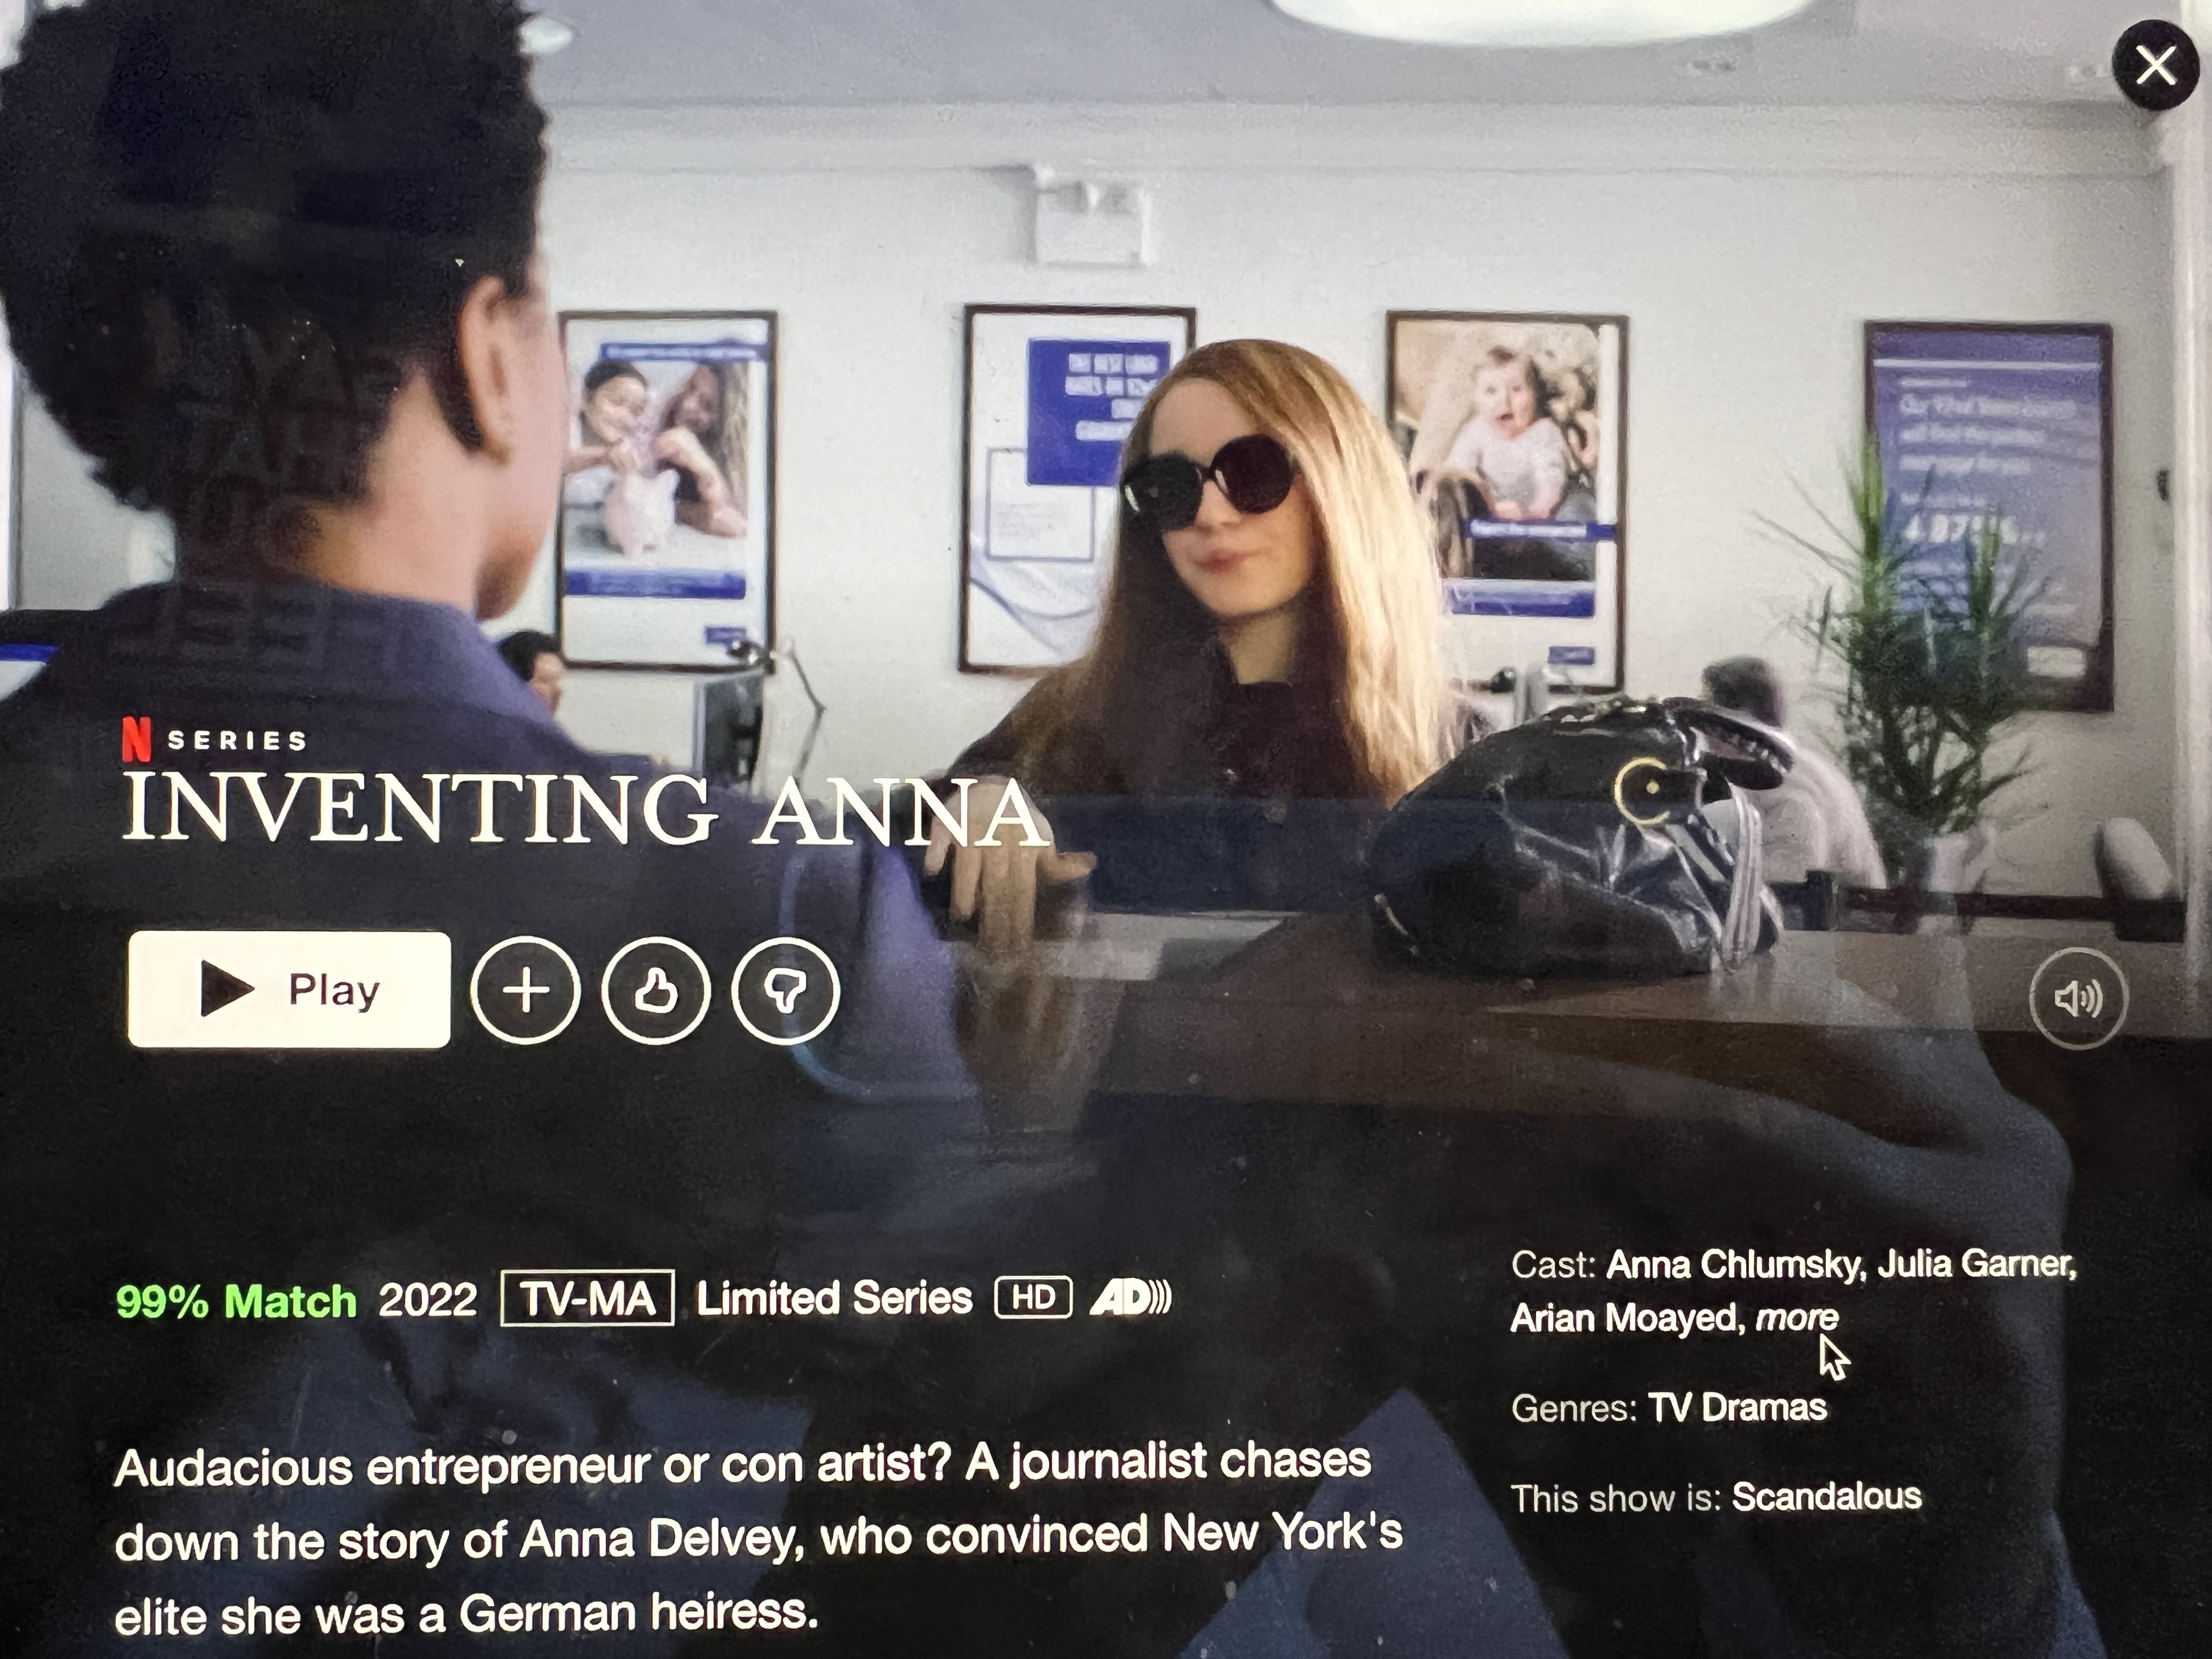 N SERIES
INVENTING ANNA
Play
99% Match 2022 TV-MA Limited Series HD AD
Audacious entrepreneur or con artist? A journalist chases
down the story of Anna Delvey, who convinced New York's
elite she was a German heiress.
Cast: Anna Chlumsky, Julia Garner,
Arian Moayed, more
Genres: TV Dramas
This show is: Scandalous